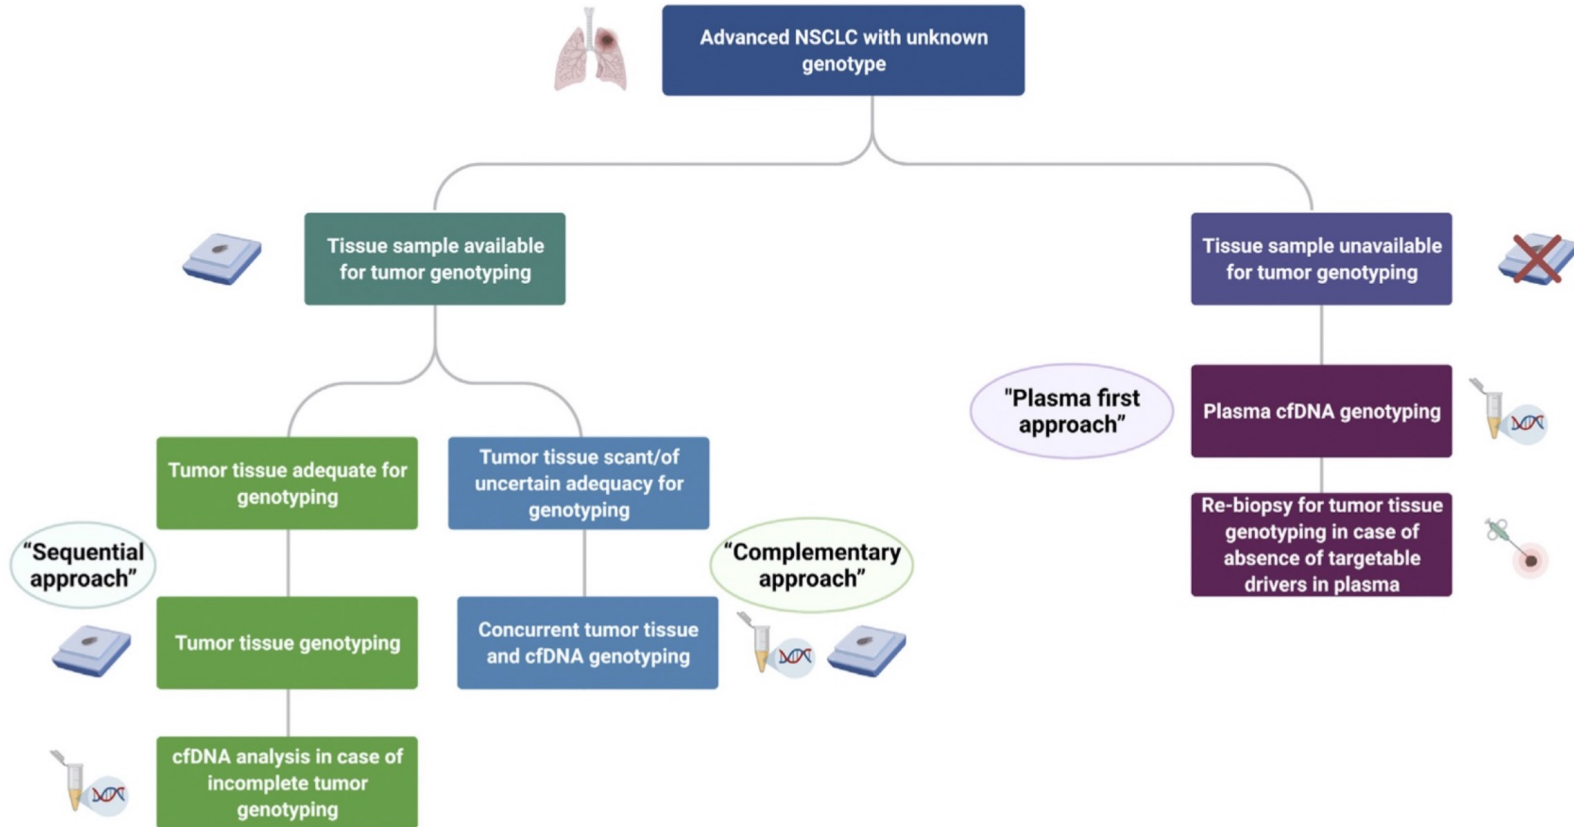 Advanced NSCLC with unknown
genotype
Tissue sample available
for tumor genotyping
Tissue sample unavailable
for tumor genotyping
"Plasma first
approach”
Plasma cfDNA genotyping
Tumor tissue adequate for
genotyping
Tumor tissue scant/of
uncertain adequacy for
genotyping
Re-biopsy for tumor tissue
genotyping in case of
absence of targetable
drivers in plasma
“Sequential
approach”
“Complementary
approach”
Tumor tissue genotyping
Concurrent tumor tissue
and cfDNA genotyping
cfDNA analysis in case of
incomplete tumor
genotyping